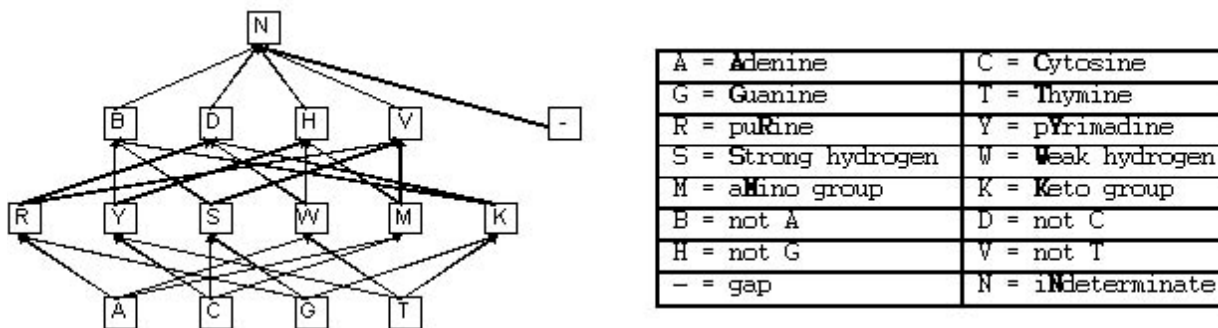 N
B D H V -
R Y S W M K
A C G T
A = Adenine C = Cytosine
G = Guanine T = Thymine
R = puRine Y = pYrimadine
S = Strong hydrogen W = Weak hydrogen
M = aMino group K = Keto group
B = not A D = not C
H = not G V = not T
- = gap N = iNdeterminate